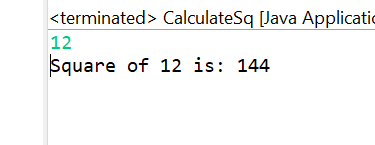 <terminated> CalculateSq [Java Applicati
12
Square of 12 is: 144